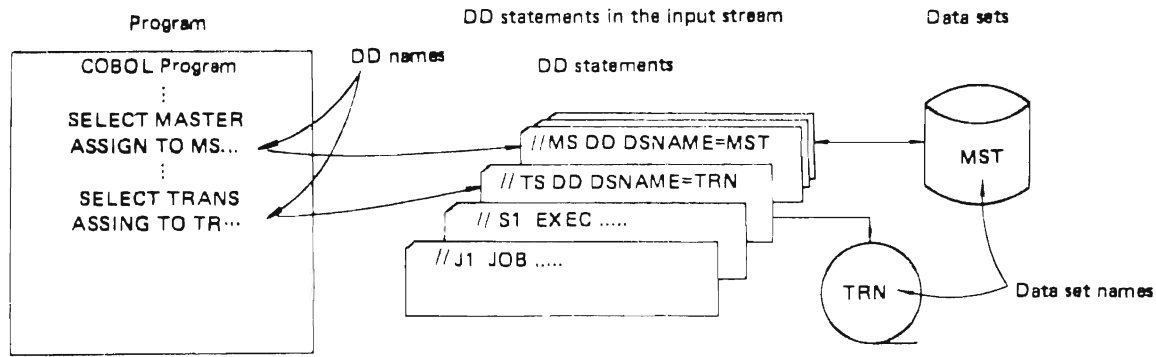 Program
DD statements in the input stream
Data sets
COBOL Program
DD names
DD statements
SELECT MASTER
ASSIGN TO MS...
SELECT TRANS
ASSING TO TR...
//MS DD DSNAME=MST
// TS DD DSNAME=TRN
// S1 EXEC .....
//J1 JOB .....
MST
TRN
Data set names